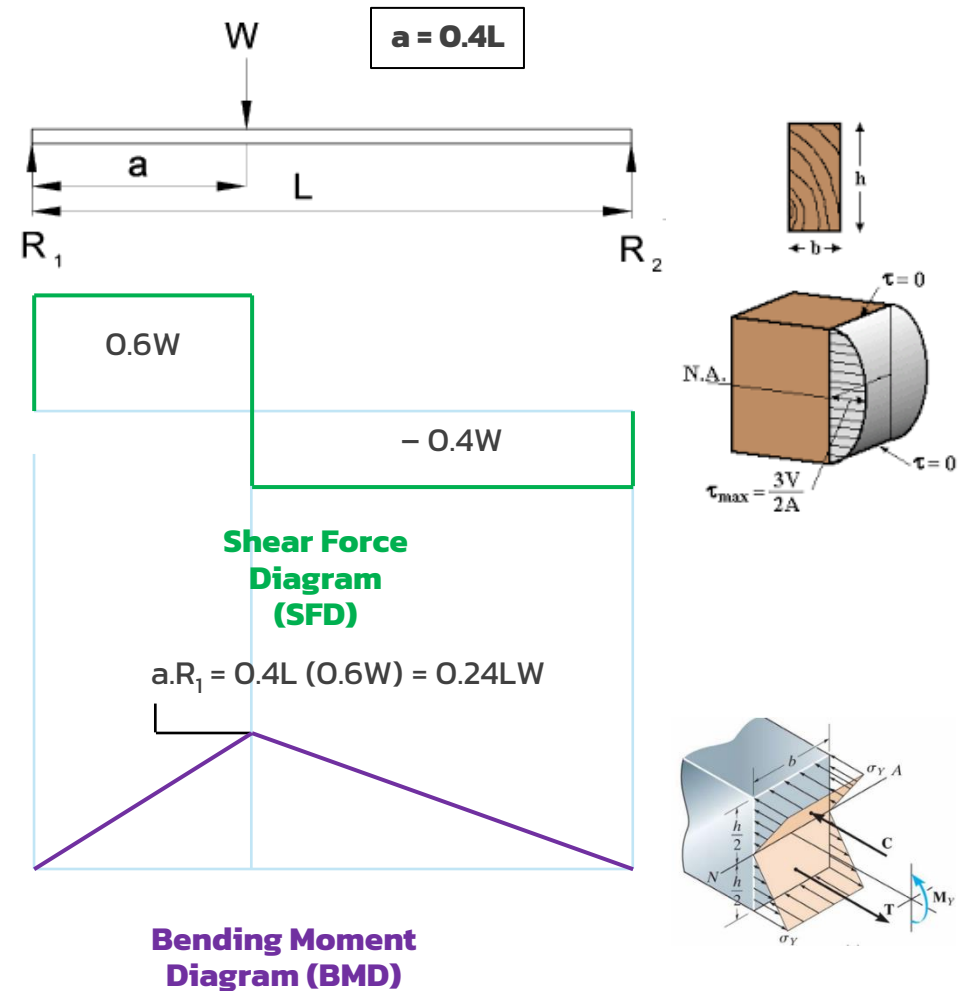 W
a = 0.4L
a
L
R₁
R₂
h
b
0.6W
– 0.4W
τ = 0
N.A.
τ = 0
τmax = 3V/2A
Shear Force
Diagram
(SFD)
a.R₁ = 0.4L (0.6W) = 0.24LW
b
σY
A
h/2
C
N
h/2
T
MY
σY
Bending Moment
Diagram (BMD)